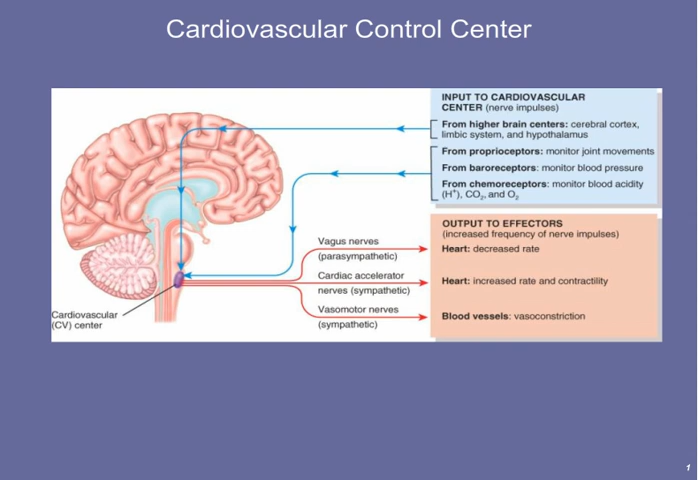 Cardiovascular Control Center
INPUT TO CARDIOVASCULAR
CENTER (nerve impulses)
From higher brain centers: cerebral cortex,
limbic system, and hypothalamus
From proprioceptors: monitor joint movements
From baroreceptors: monitor blood pressure
From chemoreceptors: monitor blood acidity
(H⁺), CO₂, and O₂
OUTPUT TO EFFECTORS
(increased frequency of nerve impulses)
Vagus nerves
(parasympathetic)
Heart: decreased rate
Cardiac accelerator
nerves (sympathetic)
Heart: increased rate and contractility
Vasomotor nerves
(sympathetic)
Blood vessels: vasoconstriction
Cardiovascular
(CV) center
1